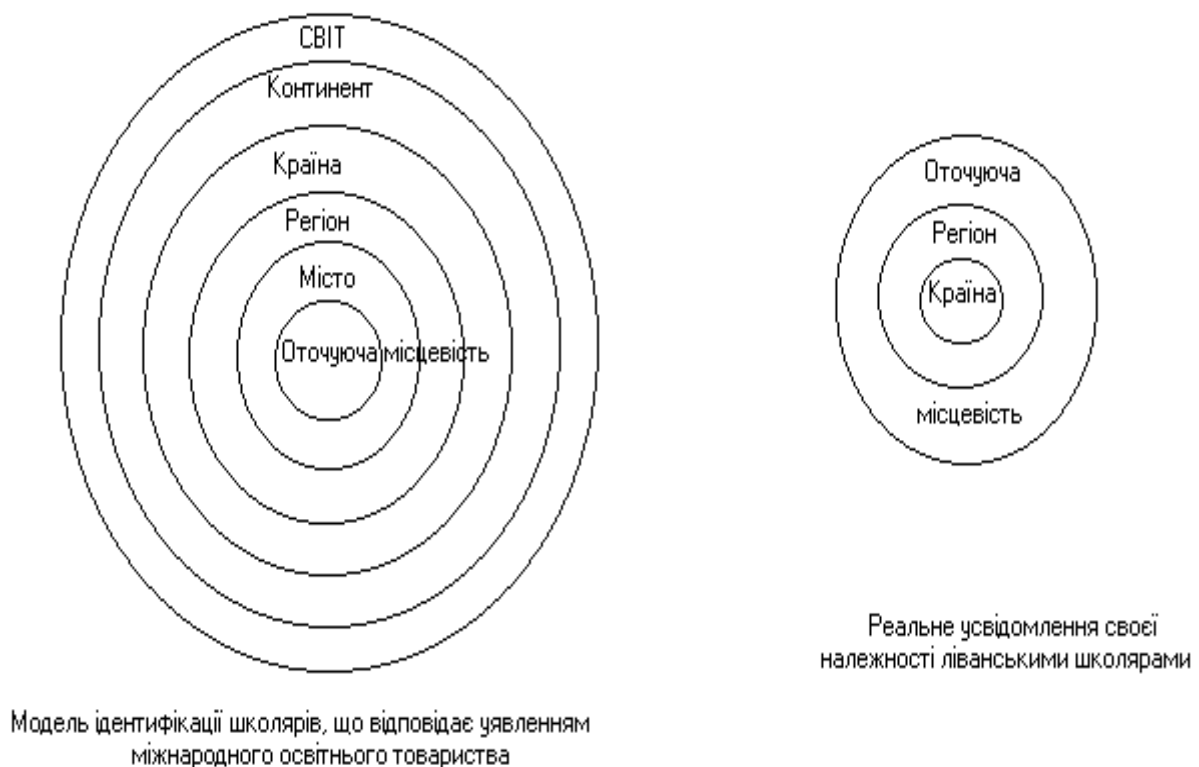 СВІТ
Континент
Країна
Регіон
Місто
Оточуюча місцевість
Модель ідентифікації школярів, що відповідає уявленням
міжнародного освітнього товариства
Оточуюча
Регіон
Країна
місцевість
Реальне усвідомлення своєї
належності ліванськими школярами